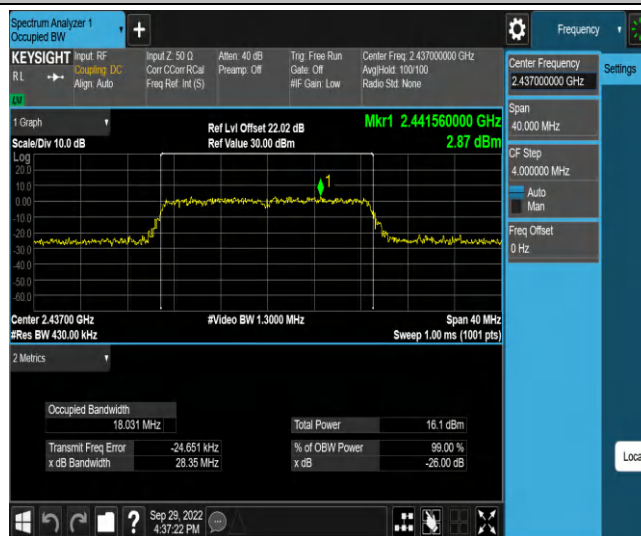 Spectrum Analyzer 1
Occupied BW
Frequency
KEYSIGHT
RL
LU
Input: RF
Coupling: DC
Align: Auto
Input Z: 50 Ω
Corr CCorr RCal
Freq Ref: Int (S)
Atten: 40 dB
Preamp: Off
Trig: Free Run
Gate: Off
#IF Gain: Low
Center Freq: 2.437000000 GHz
Avg|Hold: 100/100
Radio Std: None
1 Graph
Scale/Div 10.0 dB
Ref Lvl Offset 22.02 dB
Ref Value 30.00 dBm
Mkr1 2.441560000 GHz
2.87 dBm
Log
20.0
10.0
0.00
-10.0
-20.0
-30.0
-40.0
-50.0
-60.0
1
Center 2.43700 GHz
#Res BW 430.00 kHz
#Video BW 1.3000 MHz
Span 40 MHz
Sweep 1.00 ms (1001 pts)
2 Metrics
Occupied Bandwidth
18.031 MHz
Total Power 16.1 dBm
Transmit Freq Error -24.651 kHz
% of OBW Power 99.00 %
x dB Bandwidth 28.35 MHz
x dB -26.00 dB
Center Frequency
2.437000000 GHz
Settings
Span
40.000 MHz
CF Step
4.000000 MHz
Auto
Man
Freq Offset
0 Hz
Loca
?
Sep 29, 2022
4:37:22 PM